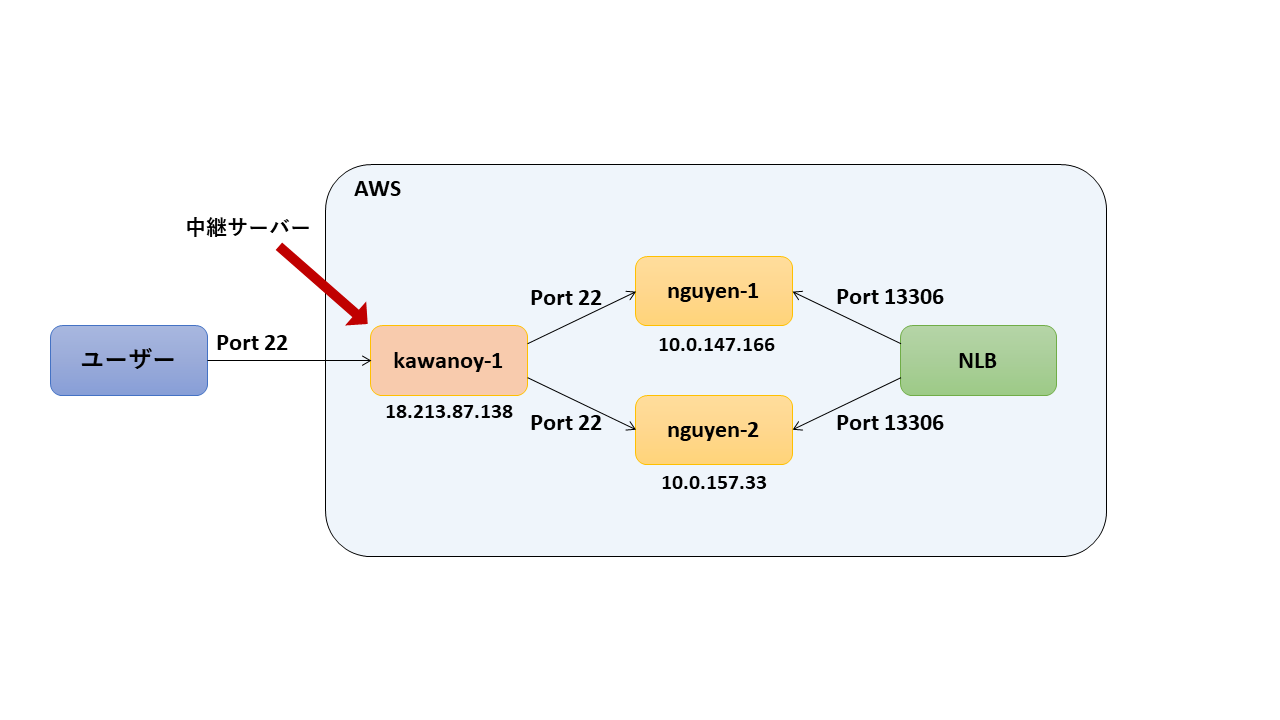 AWS
中継サーバー
ユーザー
Port 22
kawanoy-1
18.213.87.138
Port 22
Port 22
nguyen-1
10.0.147.166
nguyen-2
10.0.157.33
Port 13306
Port 13306
NLB